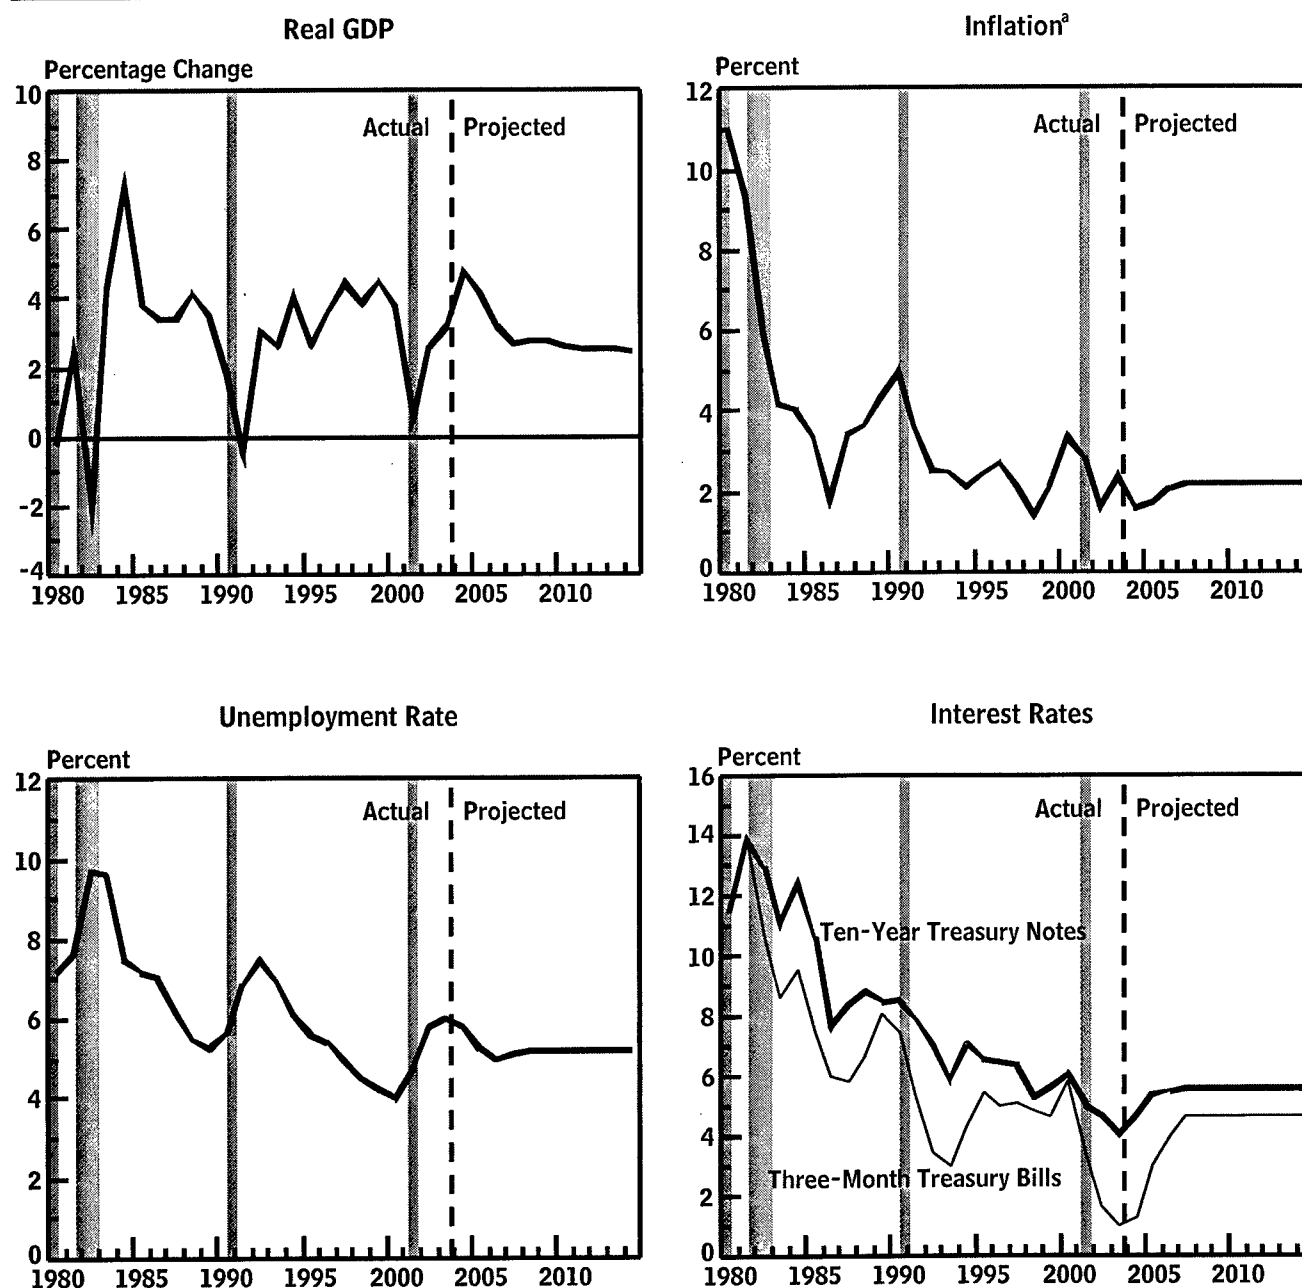 Real GDP
Percentage Change
10
8
6
4
2
0
-2
-4
Actual
Projected
1980 1985 1990 1995 2000 2005 2010
Inflationª
Percent
12
10
8
6
4
2
0
Actual
Projected
1980 1985 1990 1995 2000 2005 2010
Unemployment Rate
Percent
12
10
8
6
4
2
0
Actual
Projected
1980 1985 1990 1995 2000 2005 2010
Interest Rates
Percent
16
14
12
10
8
6
4
2
0
Actual
Projected
Ten-Year Treasury Notes
Three-Month Treasury Bills
1980 1985 1990 1995 2000 2005 2010